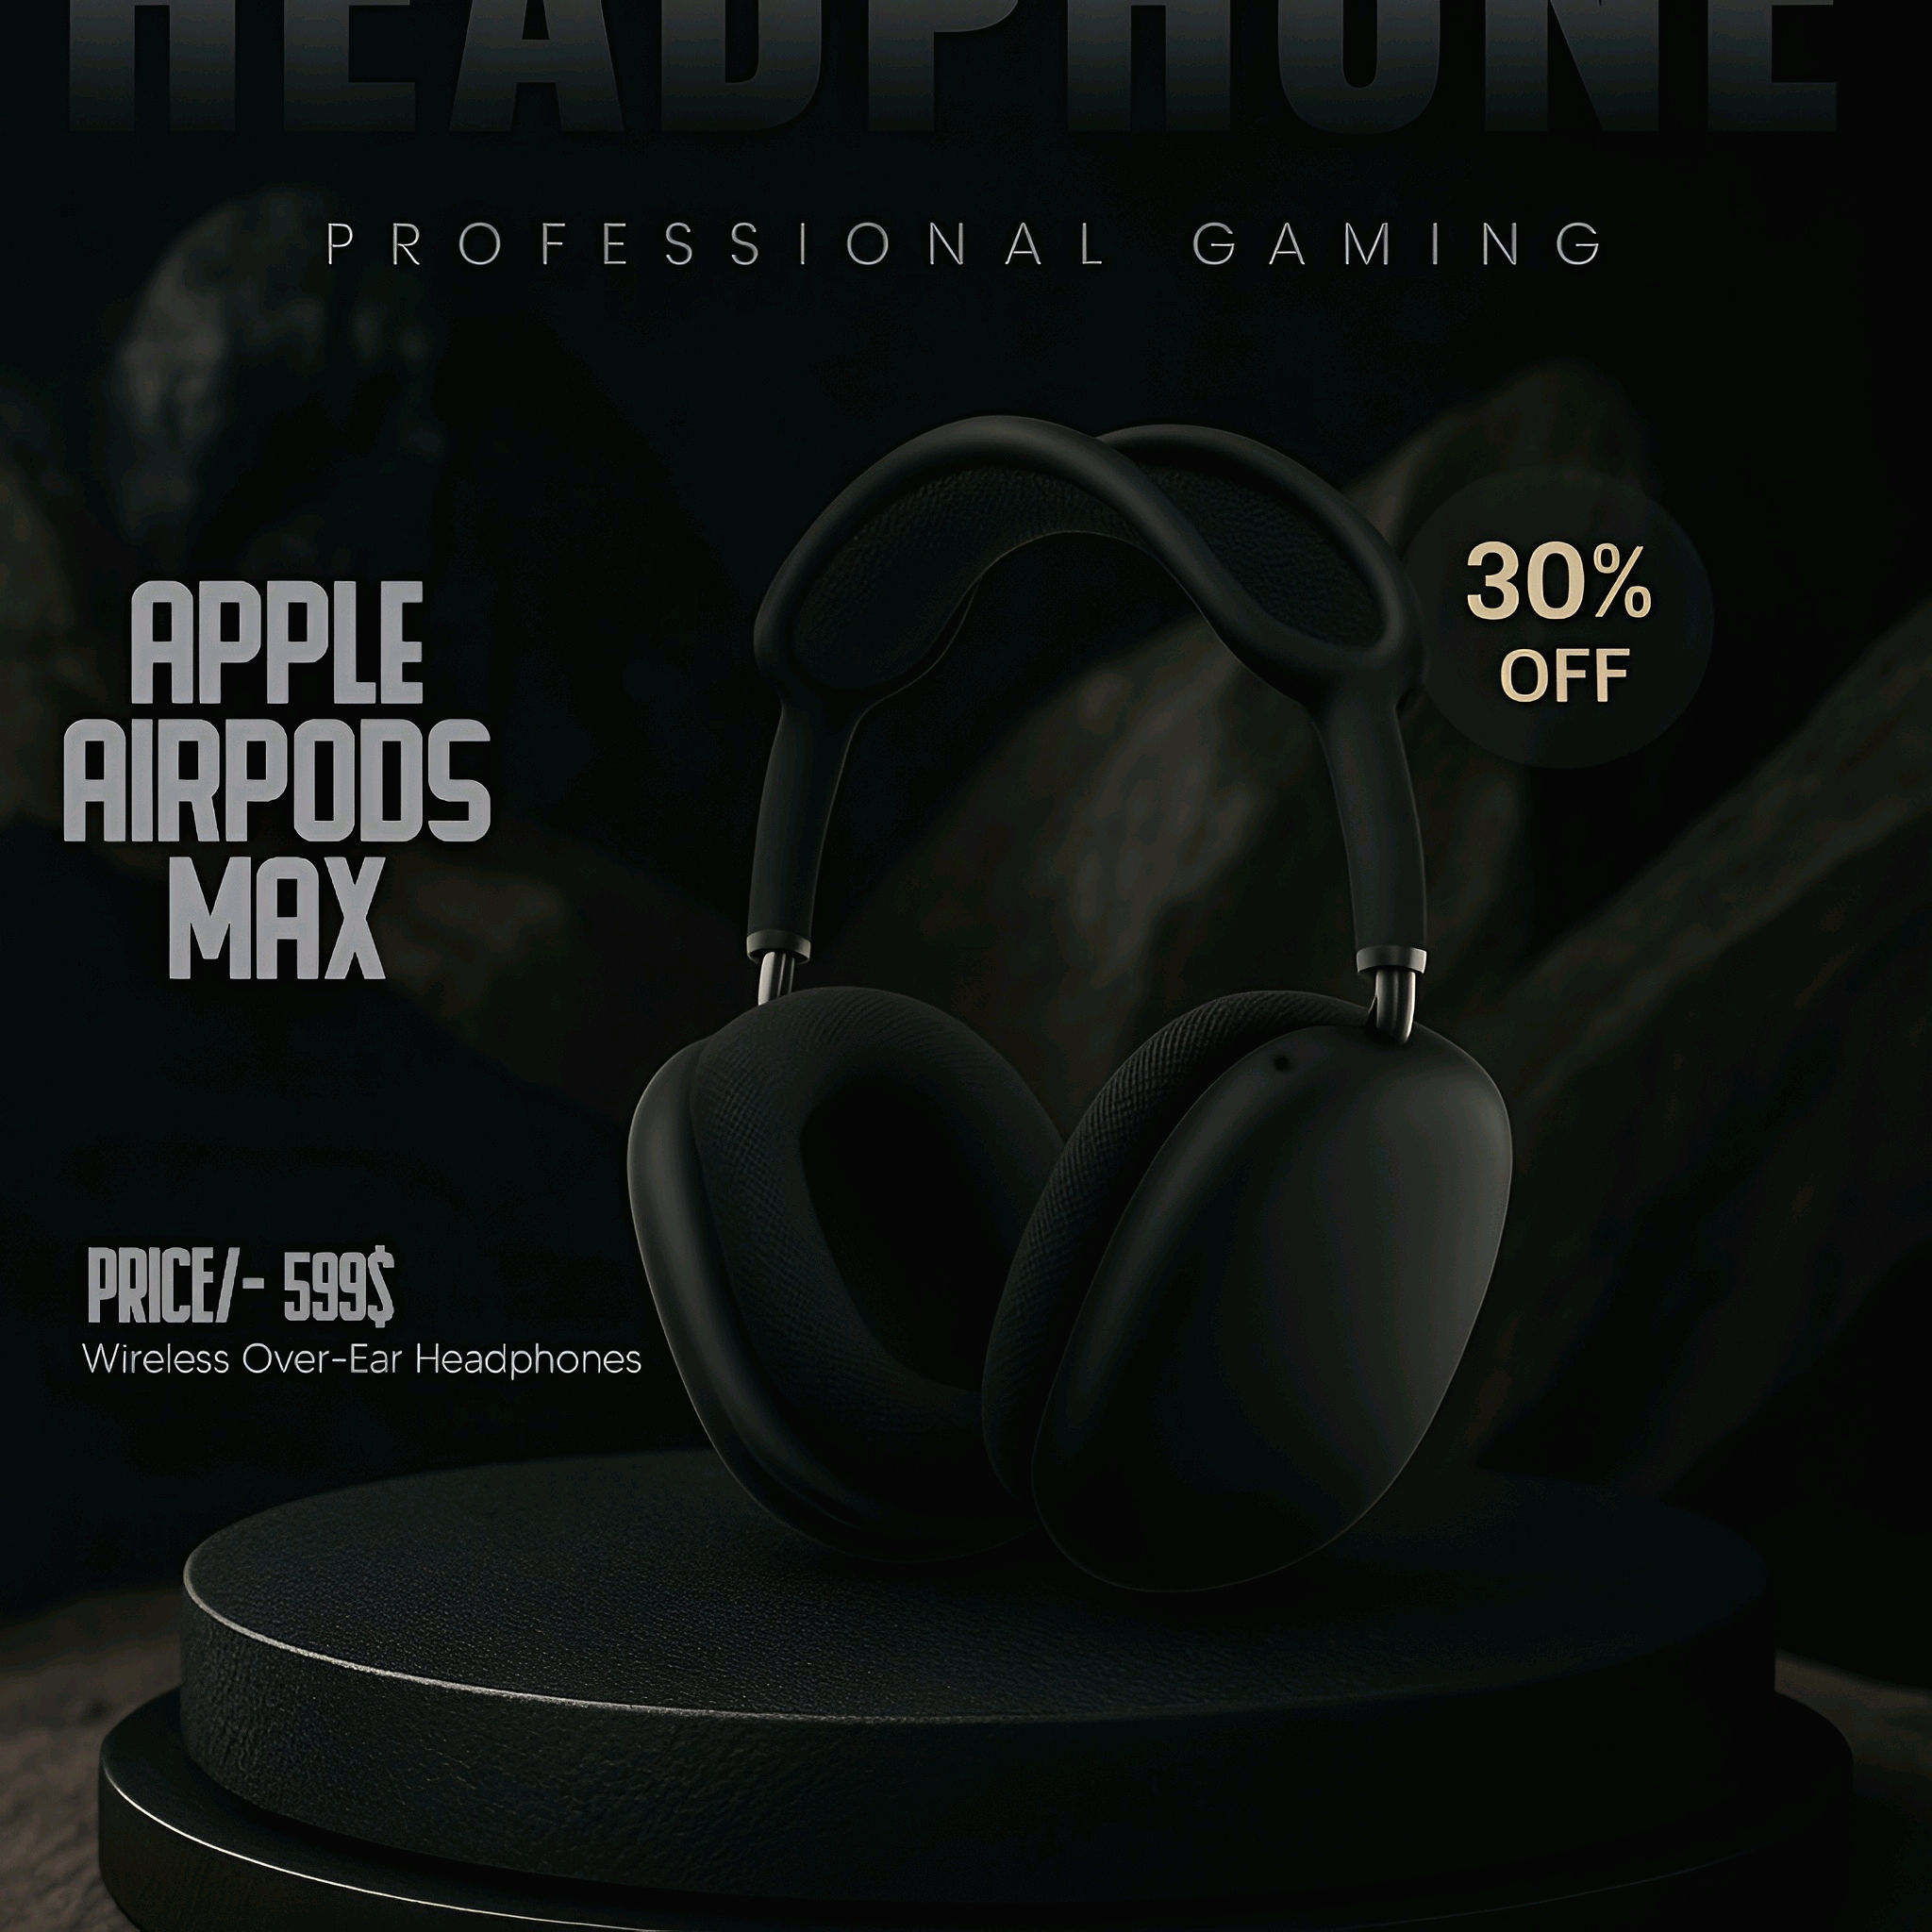 HEADPHONE
PROFESSIONAL GAMING
30%
OFF
APPLE
AIRPODS
MAX
PRICE/- 599$
Wireless Over-Ear Headphones